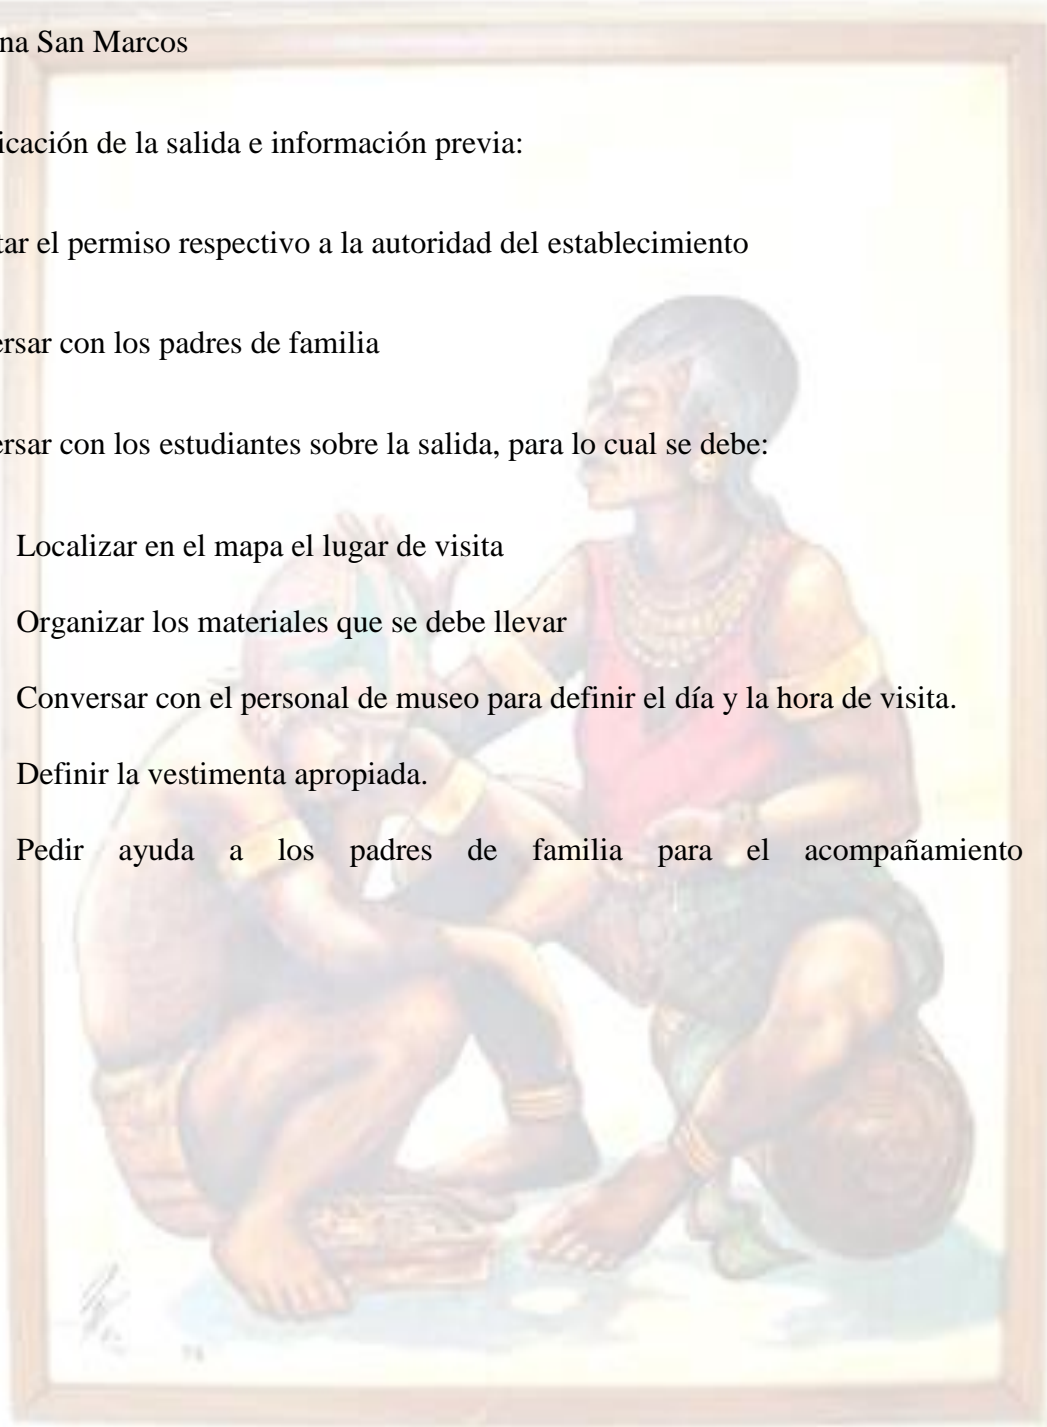 na San Marcos
icación de la salida e información previa:
tar el permiso respectivo a la autoridad del establecimiento
ersar con los padres de familia
ersar con los estudiantes sobre la salida, para lo cual se debe:
Localizar en el mapa el lugar de visita
Organizar los materiales que se debe llevar
Conversar con el personal de museo para definir el día y la hora de visita.
Definir la vestimenta apropiada.
Pedir ayuda a los padres de familia para el acompañamiento